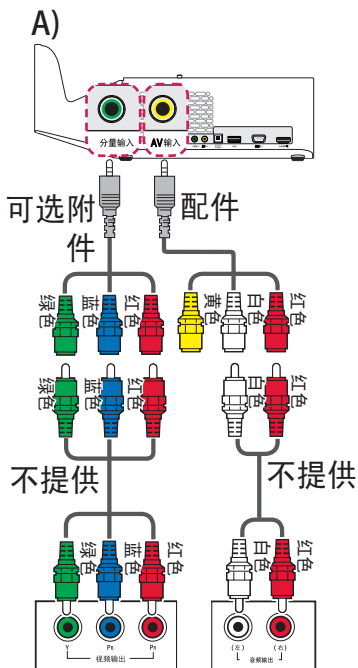 A)
分量输入 AV 输入
可选附件
配件
绿色 蓝色 红色 黄色 白色 红色
绿色 蓝色 红色 白色 红色
不提供 不提供
绿色 蓝色 红色 白色 红色
Y PB PR (左) (右)
视频输出 音频输出